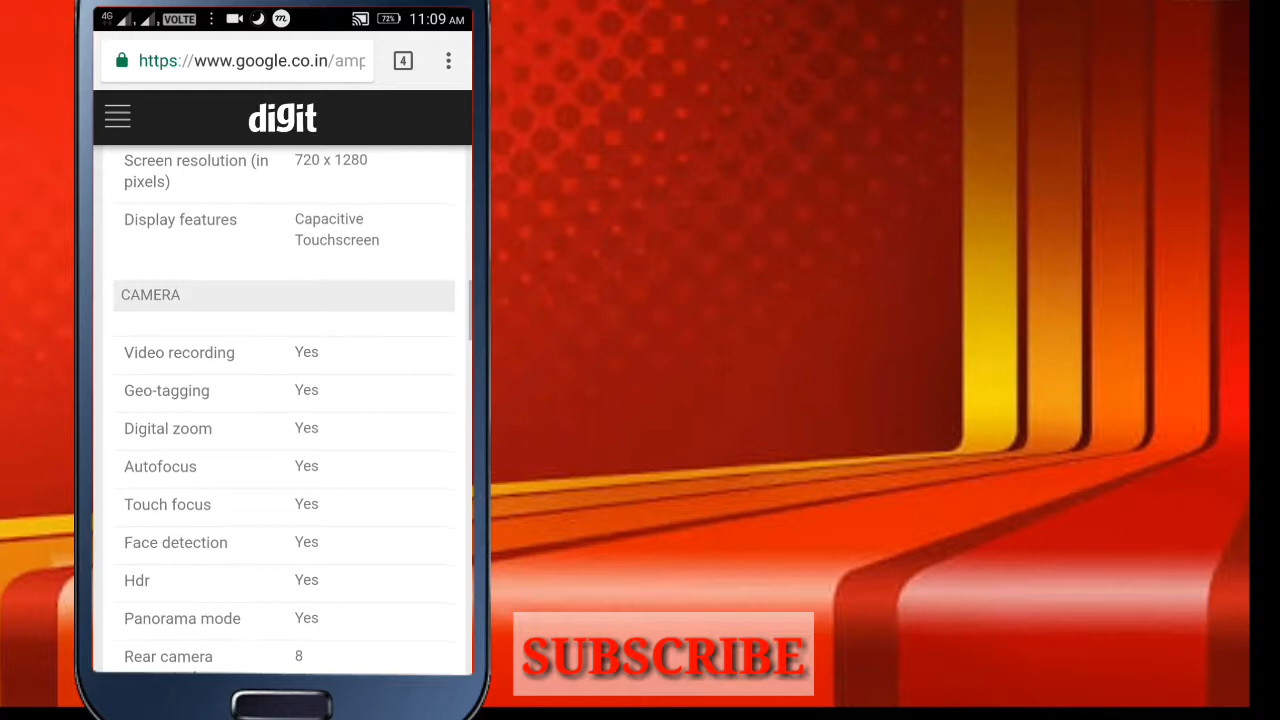 4G VOLTE 72% 11:09 AM
https://www.google.co.in/amp
4
digit
Screen resolution (in pixels) 720 x 1280
Display features Capacitive Touchscreen
CAMERA
Video recording Yes
Geo-tagging Yes
Digital zoom Yes
Autofocus Yes
Touch focus Yes
Face detection Yes
Hdr Yes
Panorama mode Yes
Rear camera 8
SUBSCRIBE